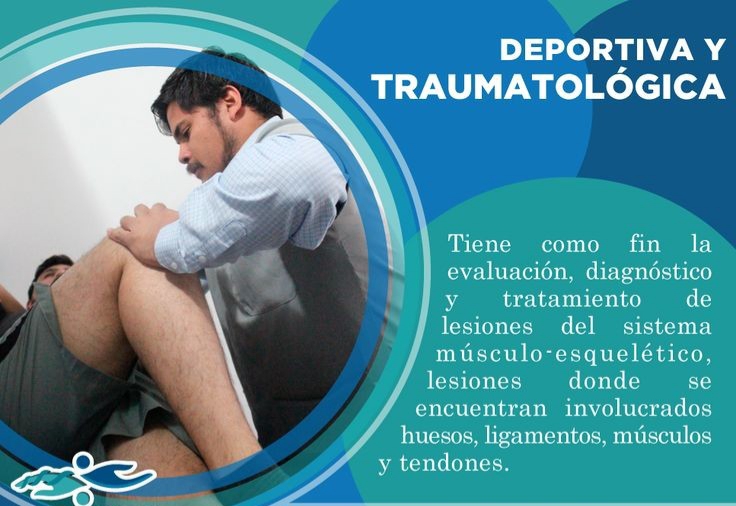 DEPORTIVA Y
TRAUMATOLÓGICA
Tiene como fin la
evaluación, diagnóstico
y tratamiento de
lesiones del sistema
músculo-esquelético,
lesiones donde se
encuentran involucrados
huesos, ligamentos, músculos
y tendones.